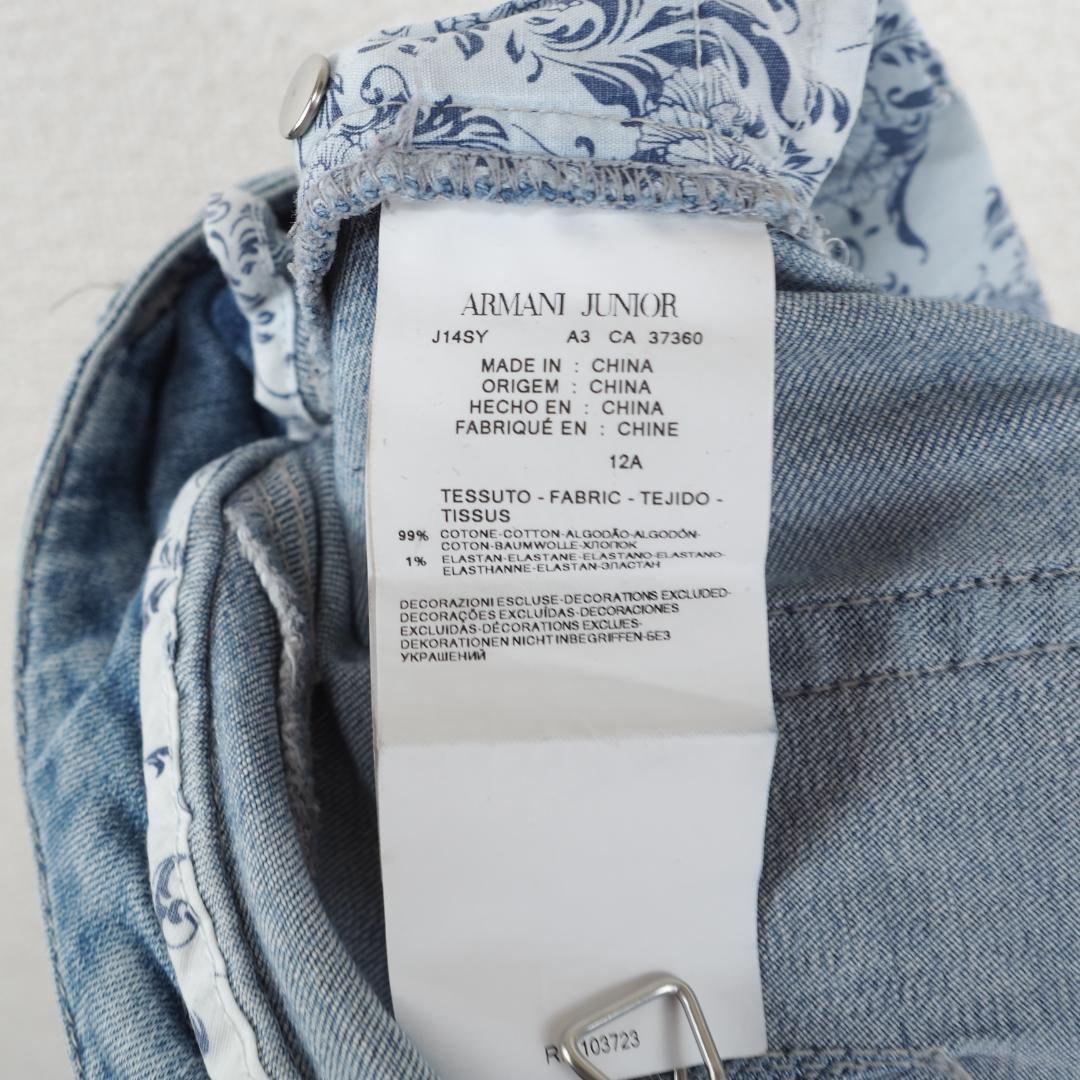 ARMANI JUNIOR
J14SY A3 CA 37360
MADE IN : CHINA
ORIGEM : CHINA
HECHO EN : CHINA
FABRIQUÉ EN : CHINE
12A
TESSUTO - FABRIC - TEJIDO -
TISSUS
99% COTONE-COTTON-ALGODÃO-ALGODÓN-
COTON-BAUMWOLLE-ХЛОПОК
1% ELASTAN-ELASTANE-ELASTANO-ELASTANO-
ELASTHANNE-ELASTAN-ЭЛАСТАН
DECORAZIONI ESCLUSE-DECORATIONS EXCLUDED-
DECORAÇÕES EXCLUÍDAS-DECORACIONES
EXCLUIDAS-DÉCORATIONS EXCLUES-
DEKORATIONEN NICHT INBEGRIFFEN-БЕЗ
УКРАШЕНИЙ
103723